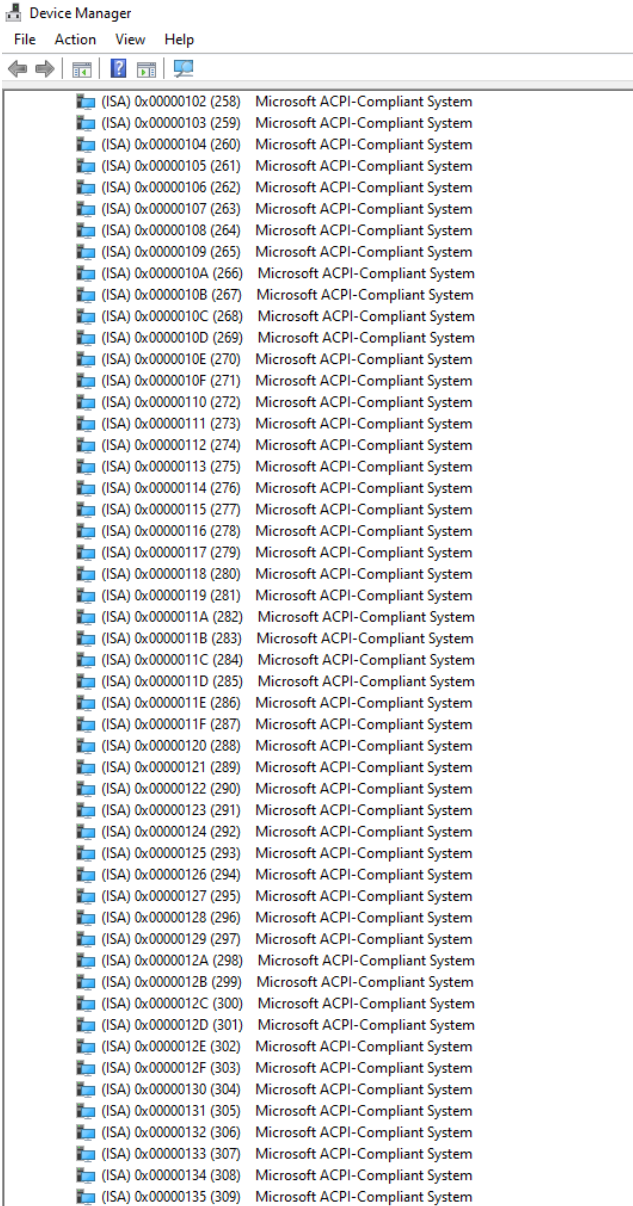 Device Manager
File Action View Help
(ISA) 0x00000102 (258) Microsoft ACPI-Compliant System
(ISA) 0x00000103 (259) Microsoft ACPI-Compliant System
(ISA) 0x00000104 (260) Microsoft ACPI-Compliant System
(ISA) 0x00000105 (261) Microsoft ACPI-Compliant System
(ISA) 0x00000106 (262) Microsoft ACPI-Compliant System
(ISA) 0x00000107 (263) Microsoft ACPI-Compliant System
(ISA) 0x00000108 (264) Microsoft ACPI-Compliant System
(ISA) 0x00000109 (265) Microsoft ACPI-Compliant System
(ISA) 0x0000010A (266) Microsoft ACPI-Compliant System
(ISA) 0x0000010B (267) Microsoft ACPI-Compliant System
(ISA) 0x0000010C (268) Microsoft ACPI-Compliant System
(ISA) 0x0000010D (269) Microsoft ACPI-Compliant System
(ISA) 0x0000010E (270) Microsoft ACPI-Compliant System
(ISA) 0x0000010F (271) Microsoft ACPI-Compliant System
(ISA) 0x00000110 (272) Microsoft ACPI-Compliant System
(ISA) 0x00000111 (273) Microsoft ACPI-Compliant System
(ISA) 0x00000112 (274) Microsoft ACPI-Compliant System
(ISA) 0x00000113 (275) Microsoft ACPI-Compliant System
(ISA) 0x00000114 (276) Microsoft ACPI-Compliant System
(ISA) 0x00000115 (277) Microsoft ACPI-Compliant System
(ISA) 0x00000116 (278) Microsoft ACPI-Compliant System
(ISA) 0x00000117 (279) Microsoft ACPI-Compliant System
(ISA) 0x00000118 (280) Microsoft ACPI-Compliant System
(ISA) 0x00000119 (281) Microsoft ACPI-Compliant System
(ISA) 0x0000011A (282) Microsoft ACPI-Compliant System
(ISA) 0x0000011B (283) Microsoft ACPI-Compliant System
(ISA) 0x0000011C (284) Microsoft ACPI-Compliant System
(ISA) 0x0000011D (285) Microsoft ACPI-Compliant System
(ISA) 0x0000011E (286) Microsoft ACPI-Compliant System
(ISA) 0x0000011F (287) Microsoft ACPI-Compliant System
(ISA) 0x00000120 (288) Microsoft ACPI-Compliant System
(ISA) 0x00000121 (289) Microsoft ACPI-Compliant System
(ISA) 0x00000122 (290) Microsoft ACPI-Compliant System
(ISA) 0x00000123 (291) Microsoft ACPI-Compliant System
(ISA) 0x00000124 (292) Microsoft ACPI-Compliant System
(ISA) 0x00000125 (293) Microsoft ACPI-Compliant System
(ISA) 0x00000126 (294) Microsoft ACPI-Compliant System
(ISA) 0x00000127 (295) Microsoft ACPI-Compliant System
(ISA) 0x00000128 (296) Microsoft ACPI-Compliant System
(ISA) 0x00000129 (297) Microsoft ACPI-Compliant System
(ISA) 0x0000012A (298) Microsoft ACPI-Compliant System
(ISA) 0x0000012B (299) Microsoft ACPI-Compliant System
(ISA) 0x0000012C (300) Microsoft ACPI-Compliant System
(ISA) 0x0000012D (301) Microsoft ACPI-Compliant System
(ISA) 0x0000012E (302) Microsoft ACPI-Compliant System
(ISA) 0x0000012F (303) Microsoft ACPI-Compliant System
(ISA) 0x00000130 (304) Microsoft ACPI-Compliant System
(ISA) 0x00000131 (305) Microsoft ACPI-Compliant System
(ISA) 0x00000132 (306) Microsoft ACPI-Compliant System
(ISA) 0x00000133 (307) Microsoft ACPI-Compliant System
(ISA) 0x00000134 (308) Microsoft ACPI-Compliant System
(ISA) 0x00000135 (309) Microsoft ACPI-Compliant System